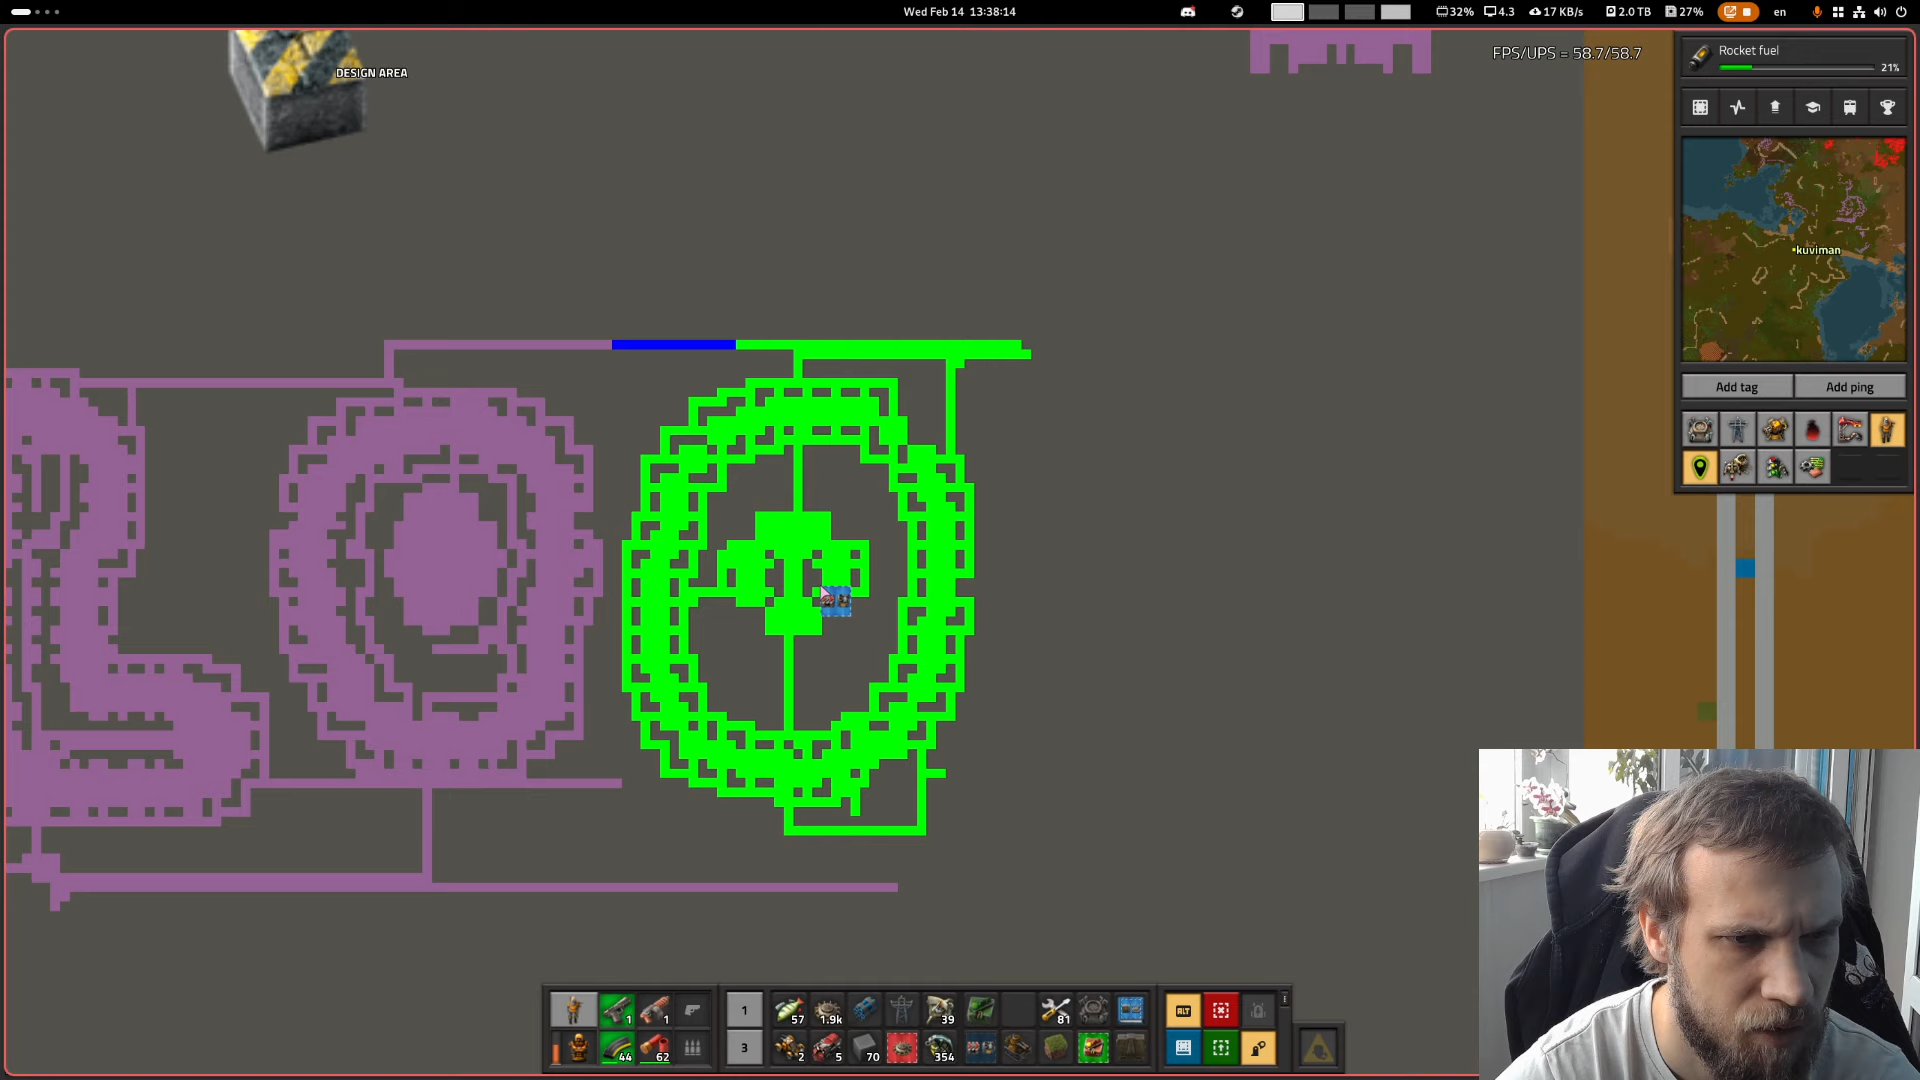 Wed Feb 14 13:38:14
32%
4.3
17 KB/s
2.0 TB
27%
en
DESIGN AREA
FPS/UPS = 58.7/58.7
Rocket fuel
21%
kuviman
Add tag
Add ping
1
1
1
57
1.9k
39
81
ALT
44
62
3
2
5
70
354